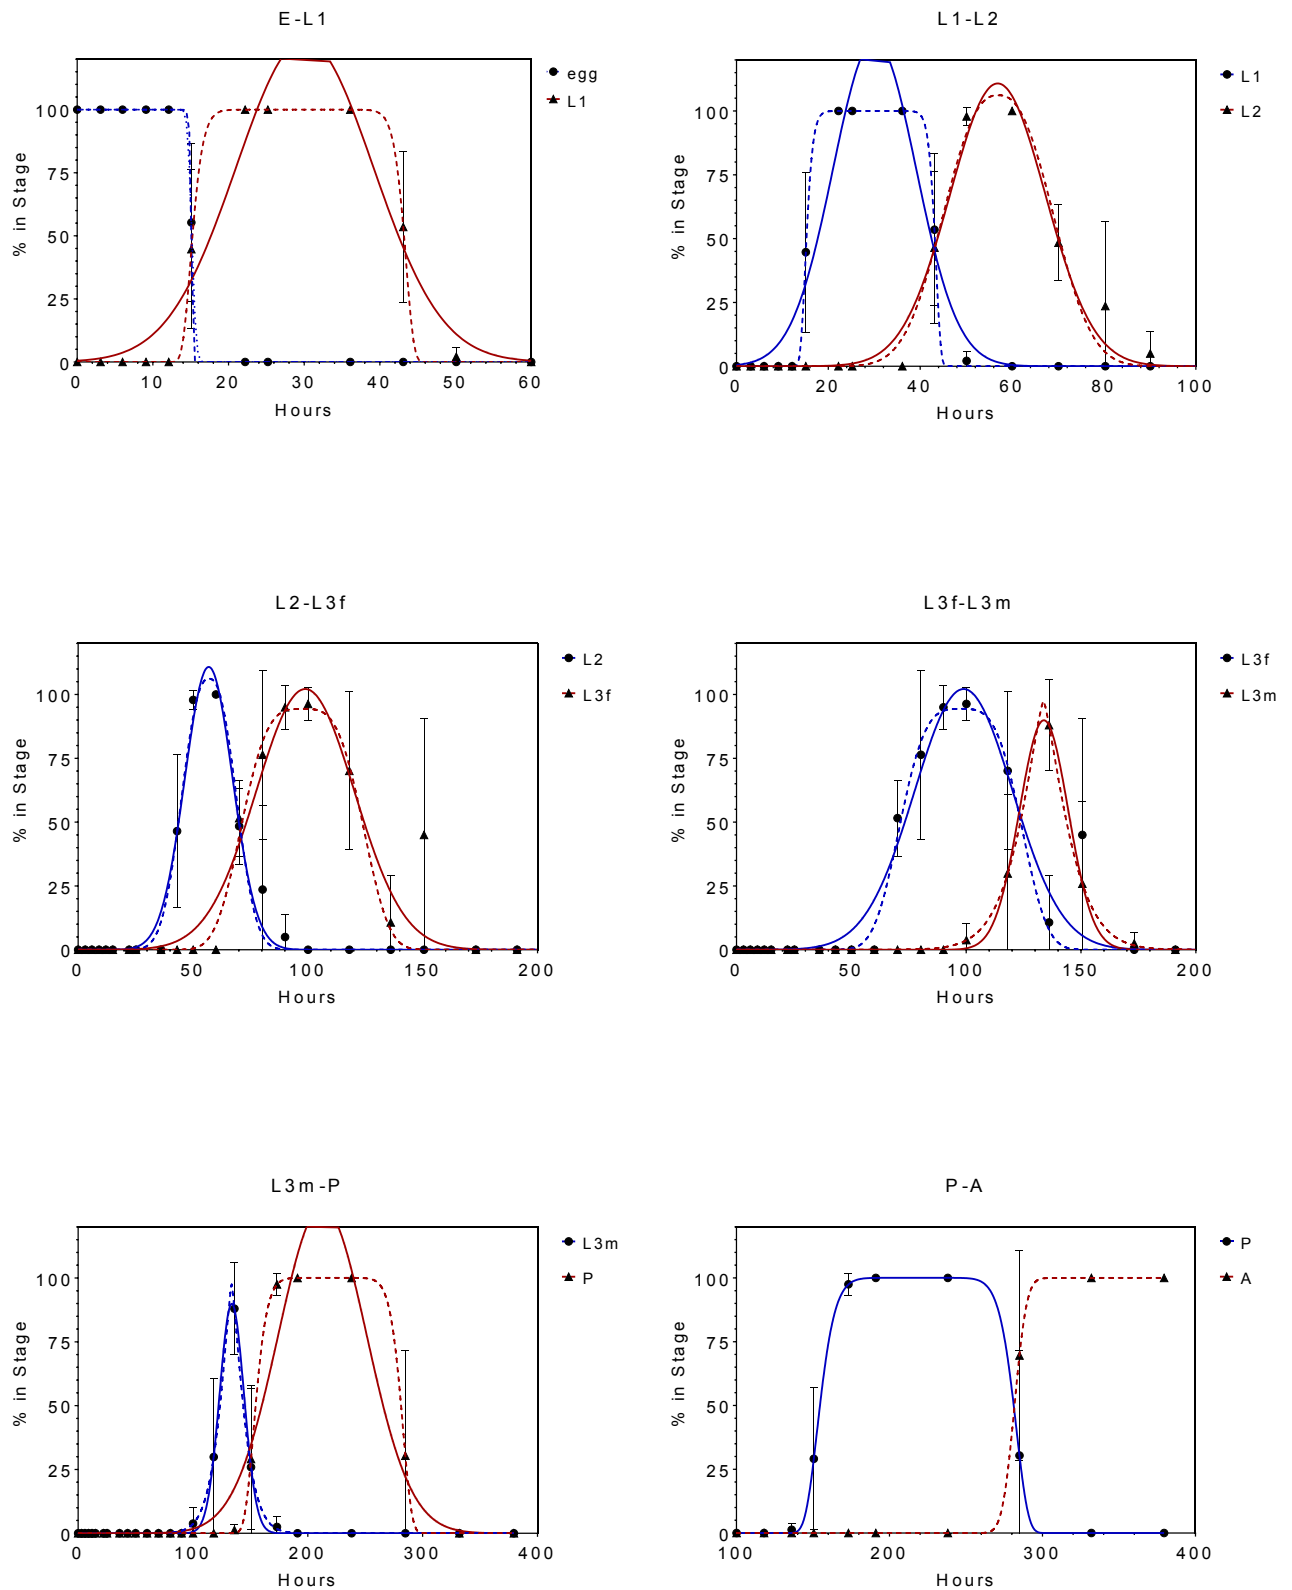 E-L1
% in Stage
100
75
50
25
0
0 10 20 30 40 50 60
Hours
egg
L1
L1-L2
% in Stage
100
75
50
25
0
0 20 40 60 80 100
Hours
L1
L2
L2-L3f
% in Stage
100
75
50
25
0
0 50 100 150 200
Hours
L2
L3f
L3f-L3m
% in Stage
100
75
50
25
0
0 50 100 150 200
Hours
L3f
L3m
L3m-P
% in Stage
100
75
50
25
0
0 100 200 300 400
Hours
L3m
P
P-A
% in Stage
100
75
50
25
0
100 200 300 400
Hours
P
A